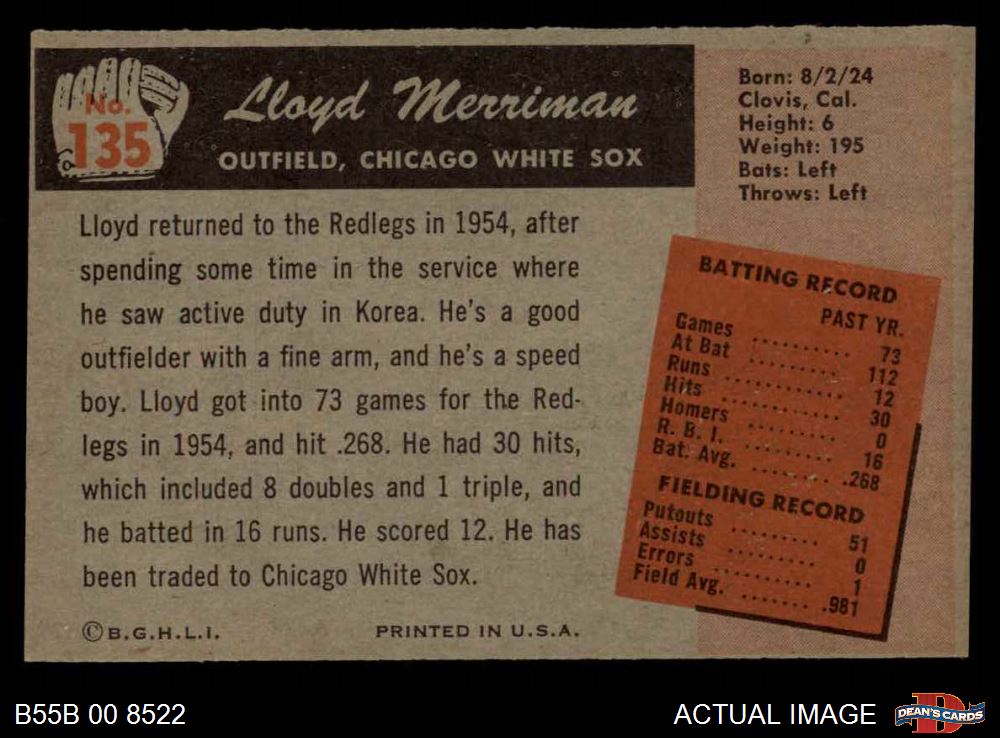 No.
135
Lloyd Merriman
OUTFIELD, CHICAGO WHITE SOX
Born: 8/2/24
Clovis, Cal.
Height: 6
Weight: 195
Bats: Left
Throws: Left
Lloyd returned to the Redlegs in 1954, after
spending some time in the service where
he saw active duty in Korea. He's a good
outfielder with a fine arm, and he's a speed
boy. Lloyd got into 73 games for the Red-
legs in 1954, and hit .268. He had 30 hits,
which included 8 doubles and 1 triple, and
he batted in 16 runs. He scored 12. He has
been traded to Chicago White Sox.
BATTING RECORD
PAST YR.
Games .......... 73
At Bat .......... 112
Runs .......... 12
Hits .......... 30
Homers .......... 0
R. B. I. .......... 16
Bat. Avg. ........ .268
FIELDING RECORD
Putouts .......... 51
Assists .......... 0
Errors .......... 1
Field Avg. ........ .981
©B.G.H.L.I.
PRINTED IN U.S.A.
B55B 00 8522
ACTUAL IMAGE
DEAN'S CARDS